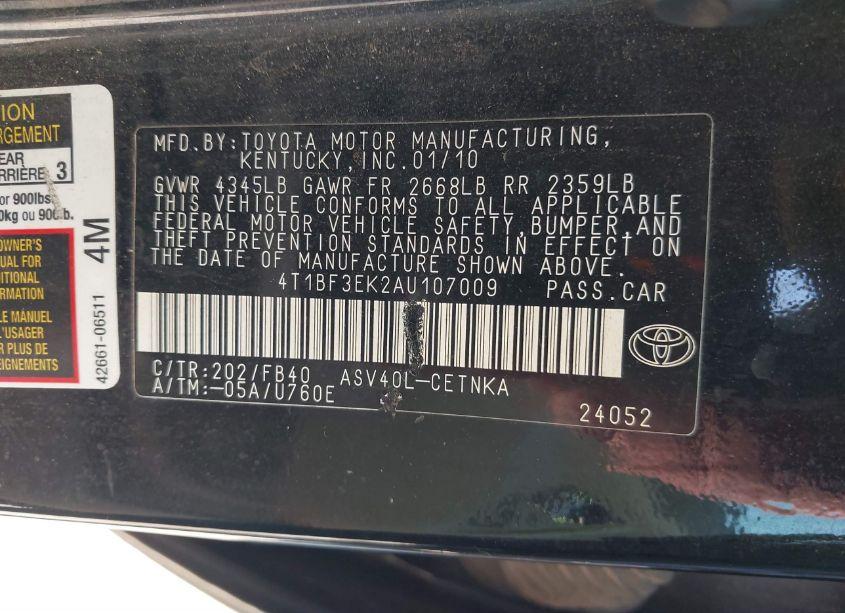 ION
RGEMENT
EAR
RRIÈRE 3
or 900lbs.
0kg ou 900lb.
OWNER'S
UAL FOR
ITIONAL
RMATION
LE MANUEL
L'USAGER
R PLUS DE
EIGNEMENTS
42661-06511 4M
MFD.BY:TOYOTA MOTOR MANUFACTURING,
KENTUCKY,INC.01/10
GVWR 4345LB GAWR FR 2668LB RR 2359LB
THIS VEHICLE CONFORMS TO ALL APPLICABLE
FEDERAL MOTOR VEHICLE SAFETY,BUMPER,AND
THEFT PREVENTION STANDARDS IN EFFECT ON
THE DATE OF MANUFACTURE SHOWN ABOVE.
4T1BF3EK2AU107009 PASS.CAR
C/TR:202/FB40 ASV40L-CETNKA
A/TM:-05A/U760E
24052